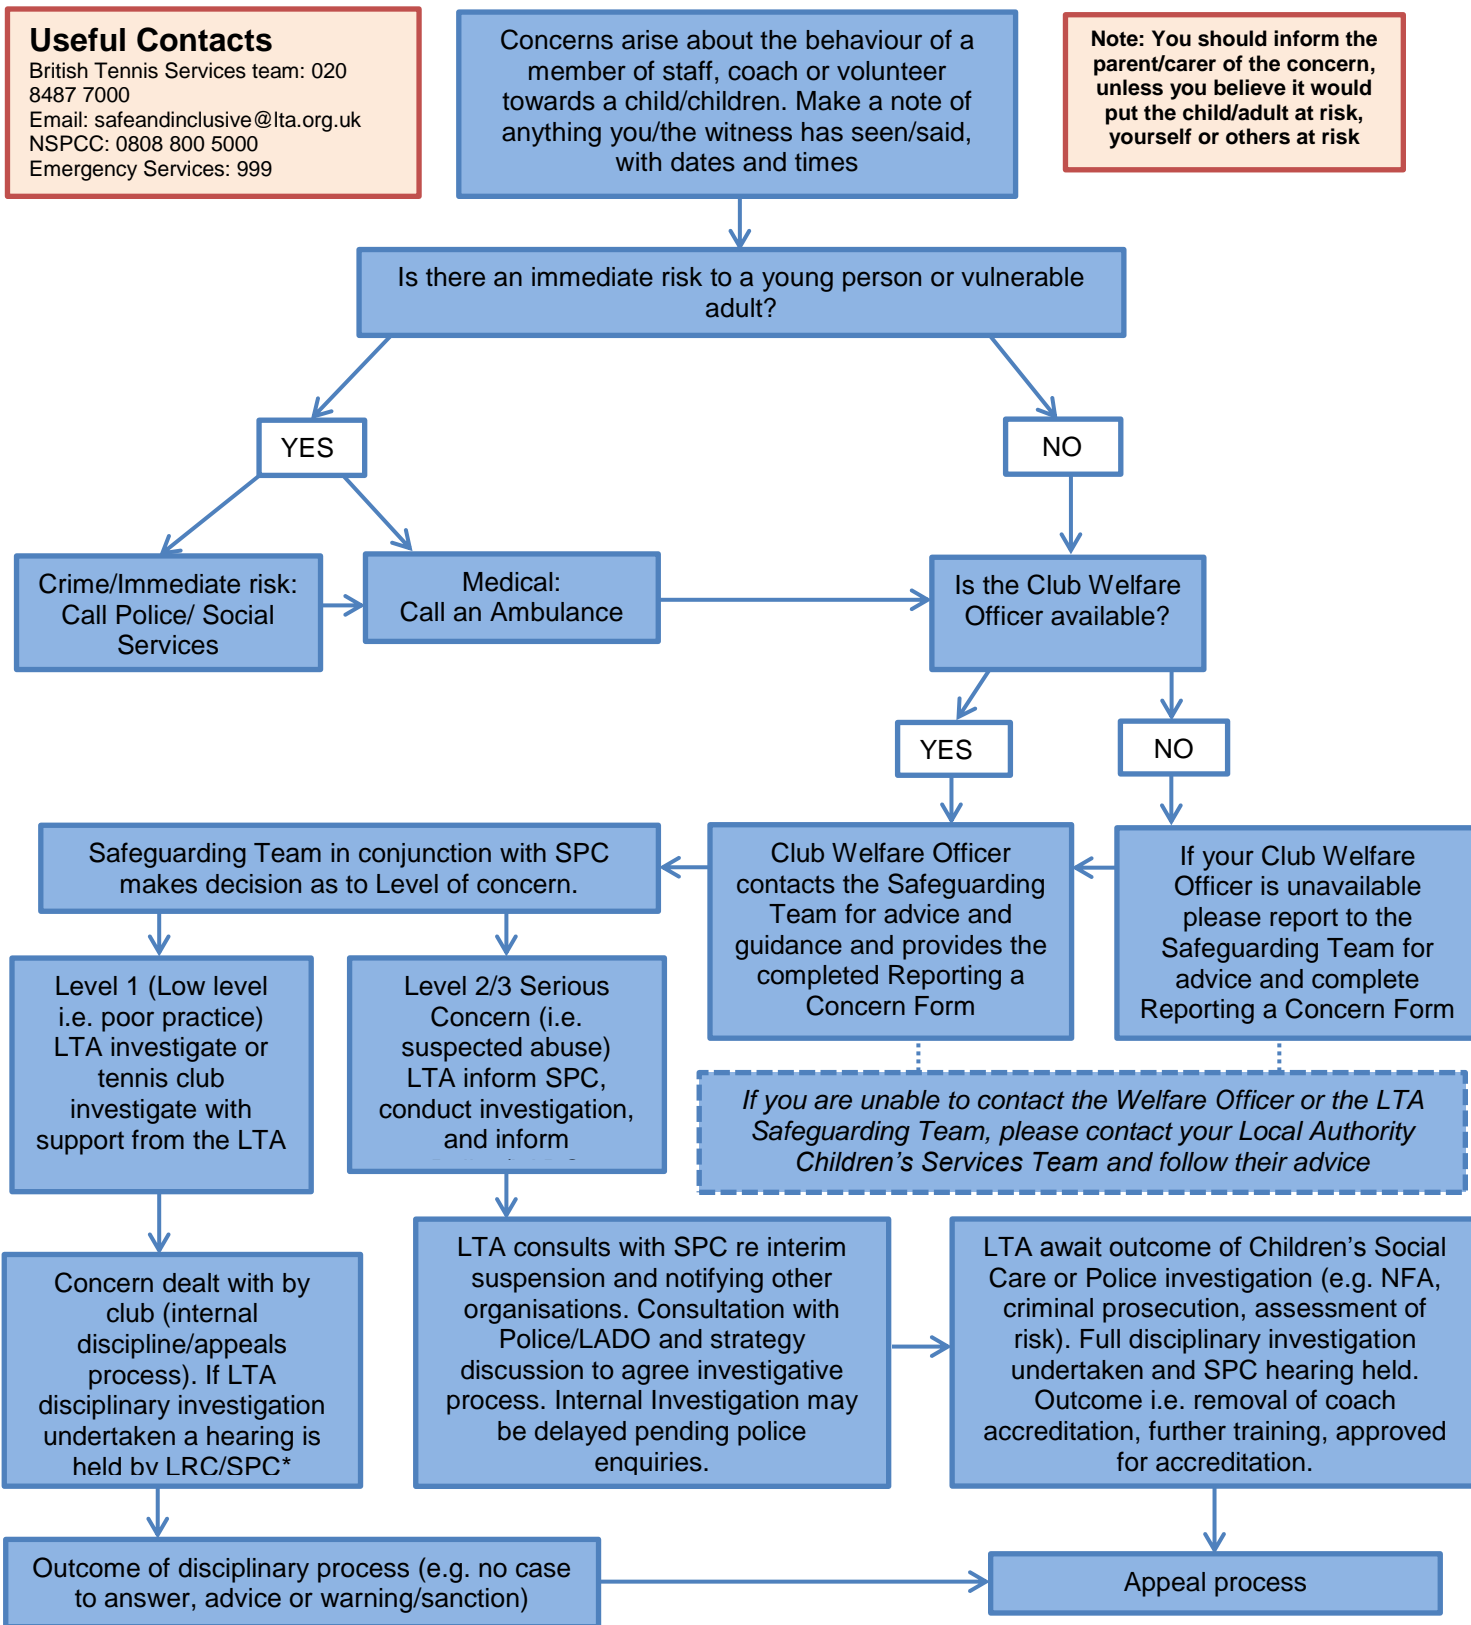 Useful Contacts
British Tennis Services team: 020
8487 7000
Email: safeandinclusive@lta.org.uk
NSPCC: 0808 800 5000
Emergency Services: 999
Concerns arise about the behaviour of a
member of staff, coach or volunteer
towards a child/children. Make a note of
anything you/the witness has seen/said,
with dates and times
Note: You should inform the
parent/carer of the concern,
unless you believe it would
put the child/adult at risk,
yourself or others at risk
Is there an immediate risk to a young person or vulnerable
adult?
YES
NO
Crime/Immediate risk:
Call Police/ Social
Services
Medical:
Call an Ambulance
Is the Club Welfare
Officer available?
YES
NO
Safeguarding Team in conjunction with SPC
makes decision as to Level of concern.
Club Welfare Officer
contacts the Safeguarding
Team for advice and
guidance and provides the
completed Reporting a
Concern Form
If your Club Welfare
Officer is unavailable
please report to the
Safeguarding Team for
advice and complete
Reporting a Concern Form
Level 1 (Low level
i.e. poor practice)
LTA investigate or
tennis club
investigate with
support from the LTA
Level 2/3 Serious
Concern (i.e.
suspected abuse)
LTA inform SPC,
conduct investigation,
and inform
If you are unable to contact the Welfare Officer or the LTA
Safeguarding Team, please contact your Local Authority
Children's Services Team and follow their advice
Concern dealt with by
club (internal
discipline/appeals
process). If LTA
disciplinary investigation
undertaken a hearing is
held by LRC/SPC*
LTA consults with SPC re interim
suspension and notifying other
organisations. Consultation with
Police/LADO and strategy
discussion to agree investigative
process. Internal Investigation may
be delayed pending police
enquiries.
LTA await outcome of Children's Social
Care or Police investigation (e.g. NFA,
criminal prosecution, assessment of
risk). Full disciplinary investigation
undertaken and SPC hearing held.
Outcome i.e. removal of coach
accreditation, further training, approved
for accreditation.
Outcome of disciplinary process (e.g. no case
to answer, advice or warning/sanction)
Appeal process